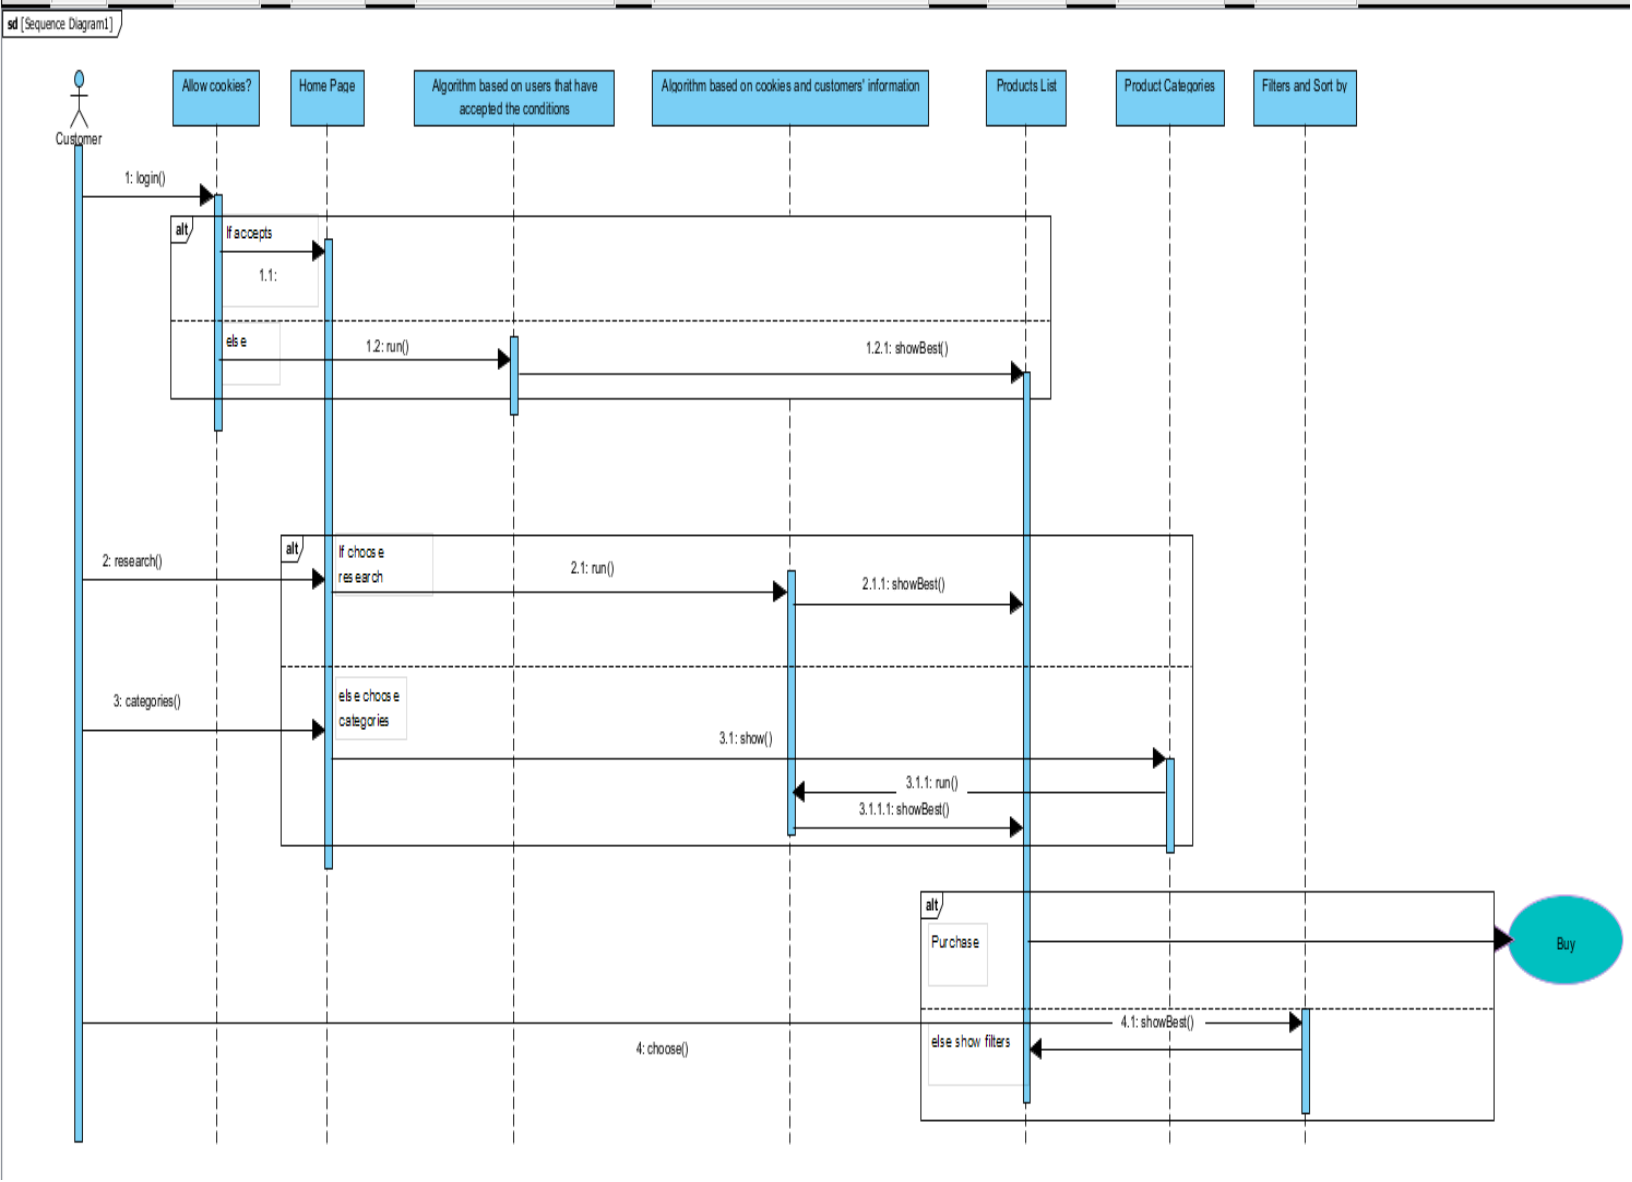 sd [Sequence Diagram1]
Customer
Allow cookies?
Home Page
Algorithm based on users that have
accepted the conditions
Algorithm based on cookies and customers' information
Products List
Product Categories
Filters and Sort by
1: login()
alt
If accepts
1.1:
else
1.2: run()
1.2.1: showBest()
alt
If choose
research
2: research()
2.1: run()
2.1.1: showBest()
else choose
categories
3: categories()
3.1: show()
3.1.1: run()
3.1.1.1: showBest()
alt
Purchase
Buy
4.1: showBest()
else show filters
4: choose()